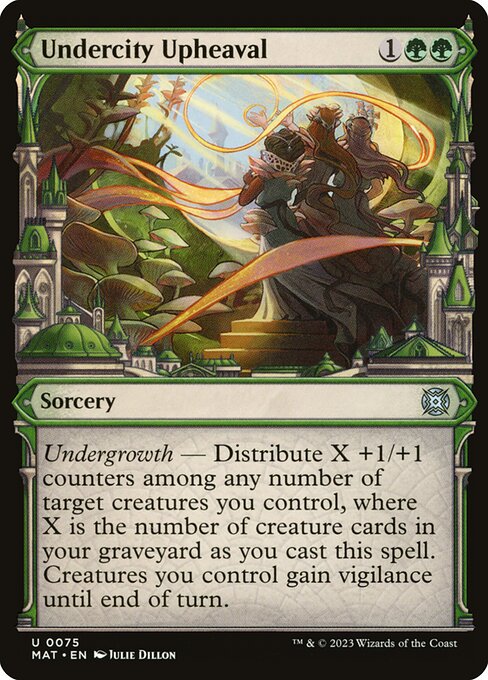 Undercity Upheaval 1
Sorcery
Undergrowth — Distribute X +1/+1
counters among any number of
target creatures you control, where
X is the number of creature cards in
your graveyard as you cast this spell.
Creatures you control gain vigilance
until end of turn.
U 0075
MAT • EN Julie Dillon
™ & © 2023 Wizards of the Coast